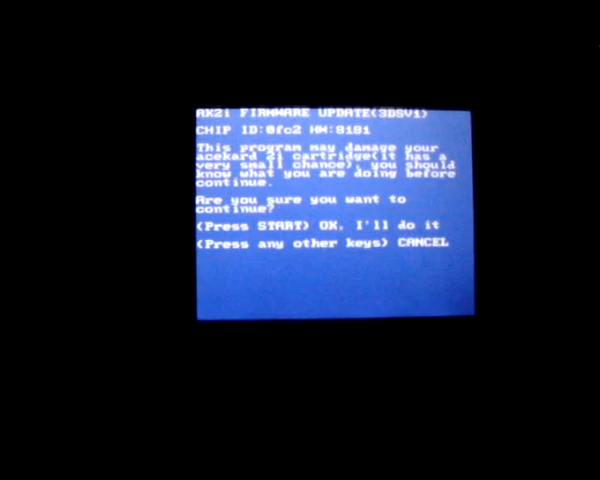 AK2i FIRMWARE UPDATE(3DSV1)
CHIP ID:0fc2 HW:8181
This program may damage your
acekard 2i cartridge(it has a
very small chance), you should
know what you are doing before
continue.
Are you sure you want to
continue?
(Press START) OK, I'll do it
(Press any other keys) CANCEL